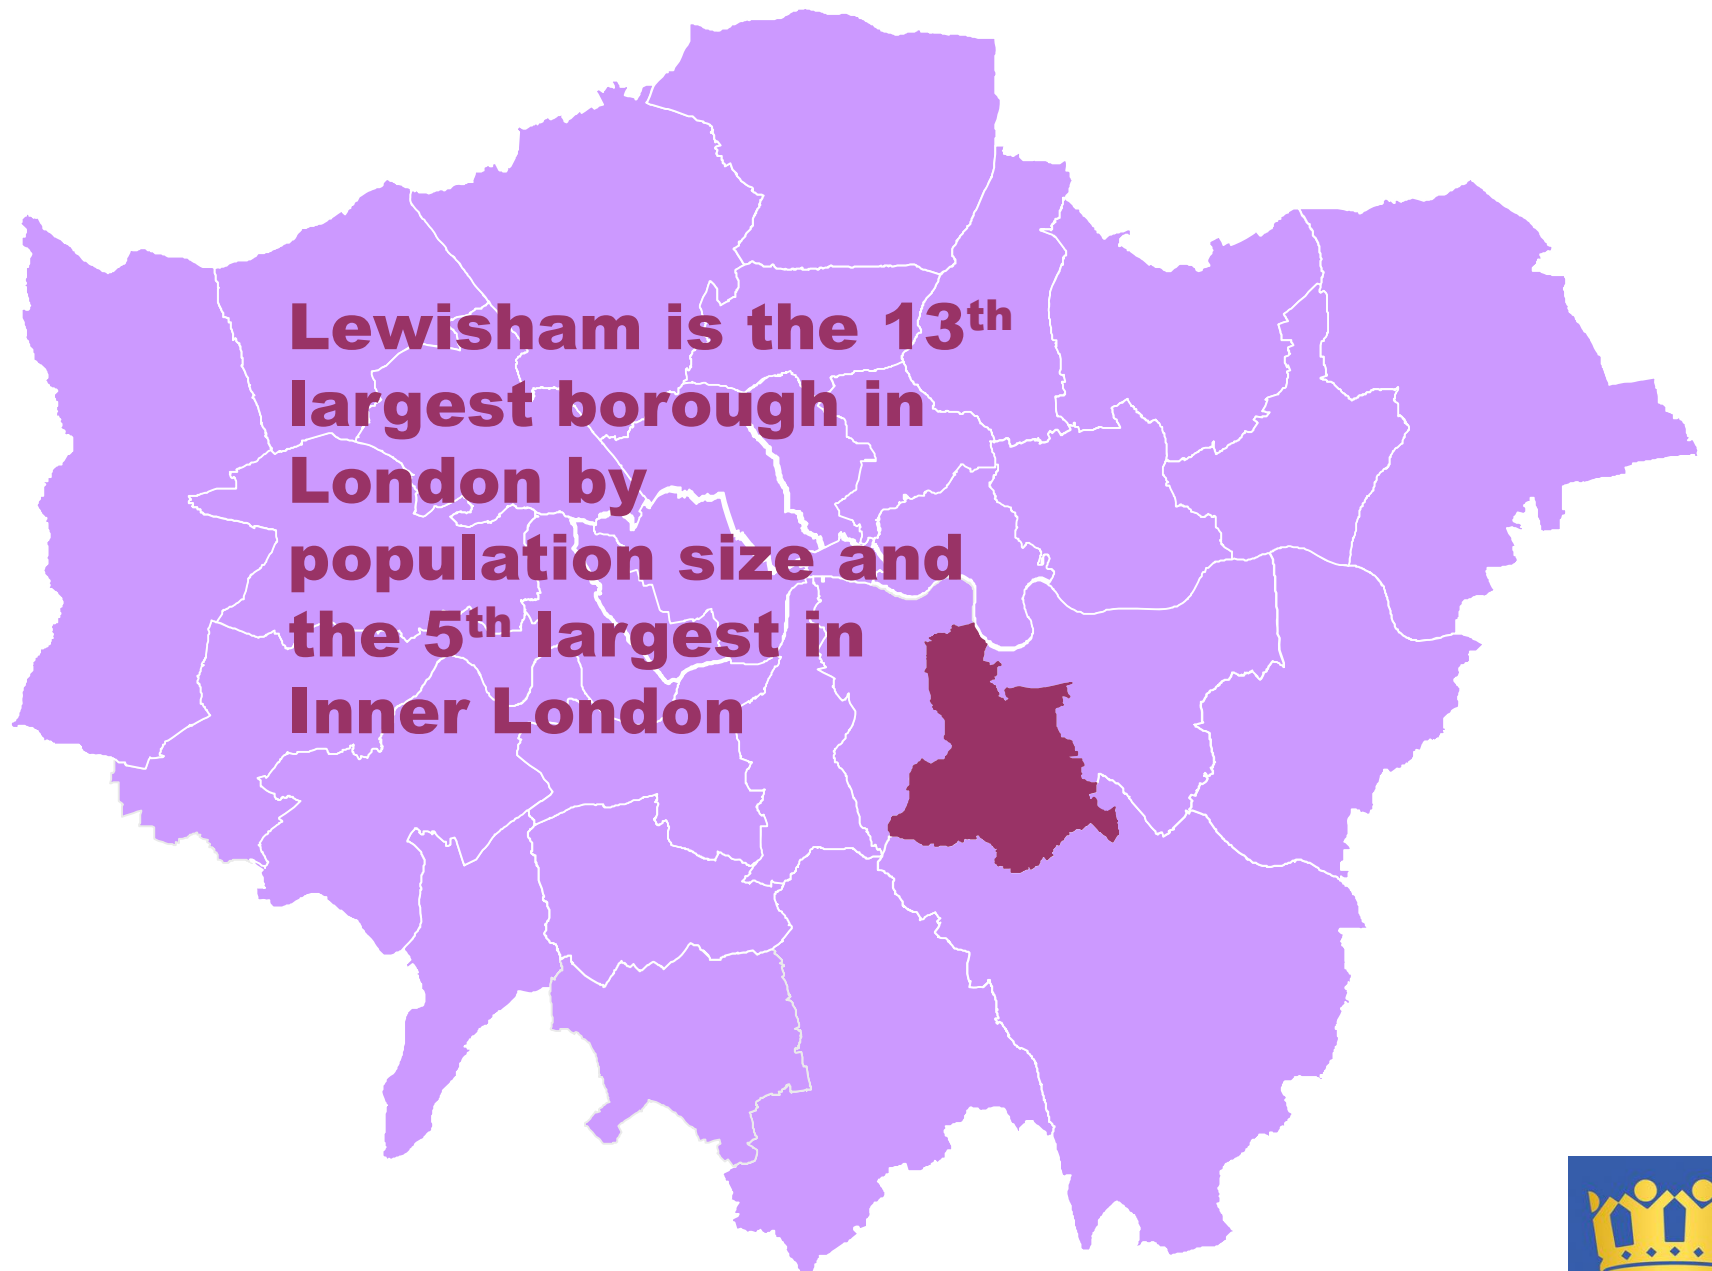 Lewisham is the 13th
largest borough in
London by
population size and
the 5th largest in
Inner London